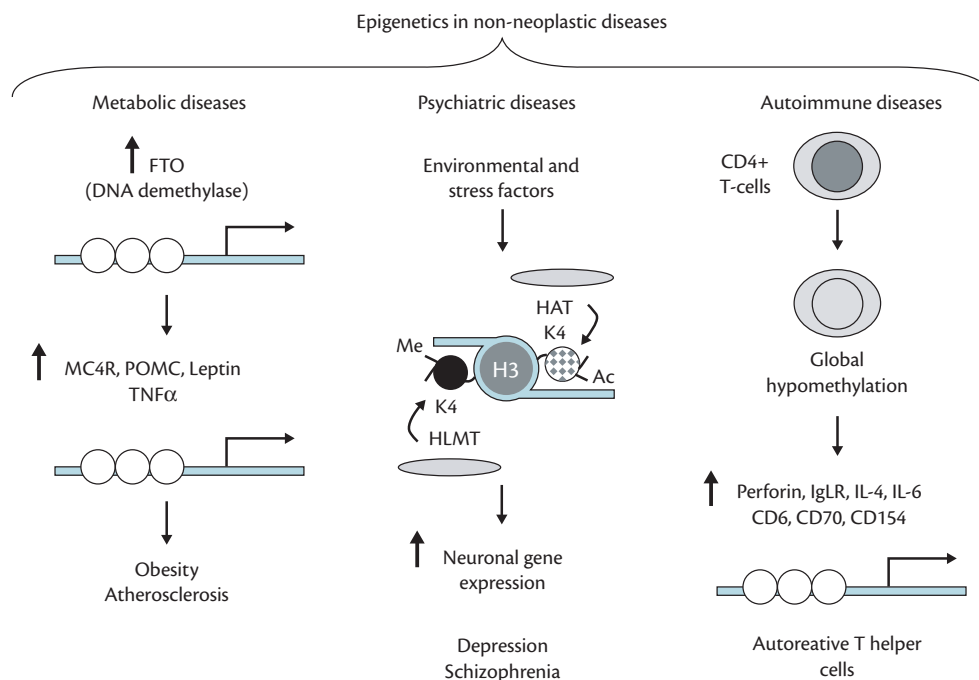 Epigenetics in non-neoplastic diseases
Metabolic diseases
FTO
(DNA demethylase)
MC4R, POMC, Leptin
TNFα
Obesity
Atherosclerosis
Psychiatric diseases
Environmental and
stress factors
HAT
K4
Me
H3
Ac
K4
HLMT
Neuronal gene
expression
Depression
Schizophrenia
Autoimmune diseases
CD4+
T-cells
Global
hypomethylation
Perforin, IgLR, IL-4, IL-6
CD6, CD70, CD154
Autoreative T helper
cells